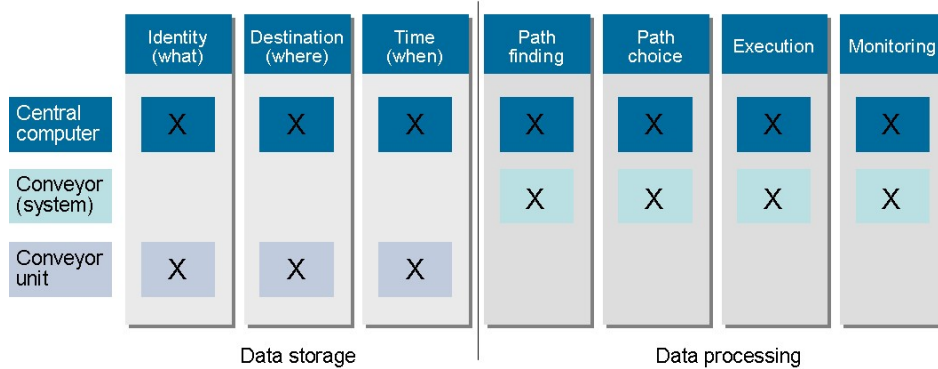 Identity
(what)
Destination
(where)
Time
(when)
Path
finding
Path
choice
Execution
Monitoring
Central
computer
X X X X X X X
Conveyor
(system)
X X X X
Conveyor
unit
X X X
Data storage
Data processing